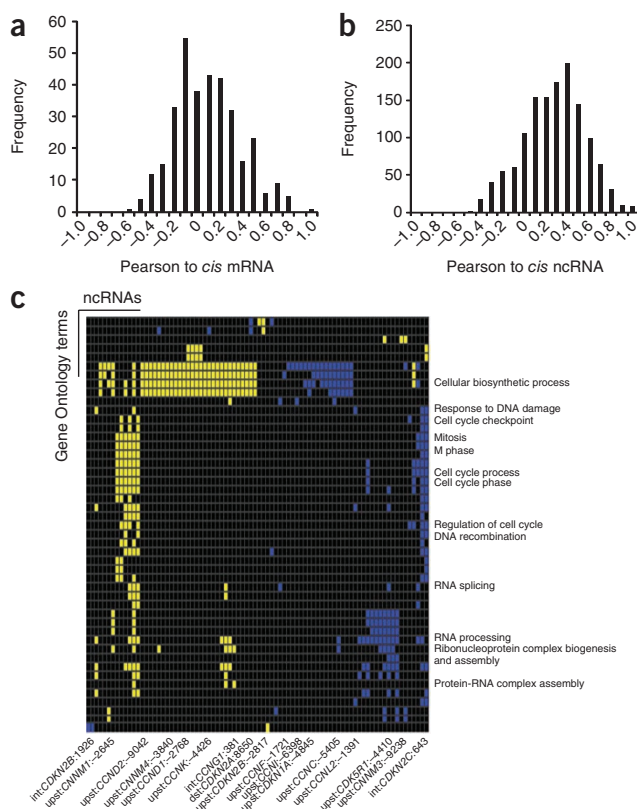 a
60
50
40
30
20
10
0
Frequency
–1.0
–0.8
–0.6
–0.4
–0.2
0
0.2
0.4
0.6
0.8
1.0
Pearson to cis mRNA
b
250
200
150
100
50
0
Frequency
–1.0
–0.8
–0.6
–0.4
–0.2
0
0.2
0.4
0.6
0.8
1.0
Pearson to cis ncRNA
c
ncRNAs
Gene Ontology terms
Cellular biosynthetic process
Response to DNA damage
Cell cycle checkpoint
Mitosis
M phase
Cell cycle process
Cell cycle phase
Regulation of cell cycle
DNA recombination
RNA splicing
RNA processing
Ribonucleoprotein complex biogenesis
and assembly
Protein-RNA complex assembly
int:CDKN2B:1926
upst:CNNM1:–2645
upst:CCND2:–9042
upst:CNNM4:–3840
upst:CCND1:–2768
upst:CCNK:–4426
int:CCNG1:381
dst:CDKN2A:8650
upst:CDKN2B:–2817
upst:CCNF:–1721
upst:CCNI:–6398
upst:CDKN1A:–4845
upst:CCNC:–5405
upst:CCNL2:–1391
upst:CDK5R1:–4410
upst:CNNM3:–9238
int:CDKN2C:643